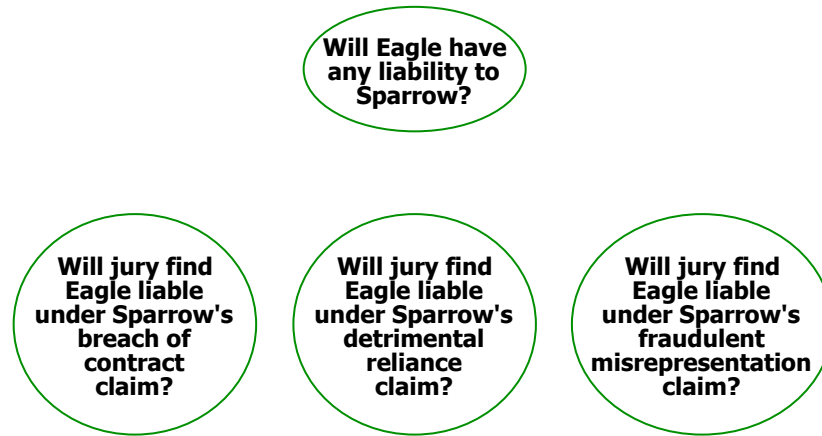 Will Eagle have
any liability to
Sparrow?
Will jury find
Eagle liable
under Sparrow's
breach of
contract
claim?
Will jury find
Eagle liable
under Sparrow's
detrimental
reliance
claim?
Will jury find
Eagle liable
under Sparrow's
fraudulent
misrepresentation
claim?